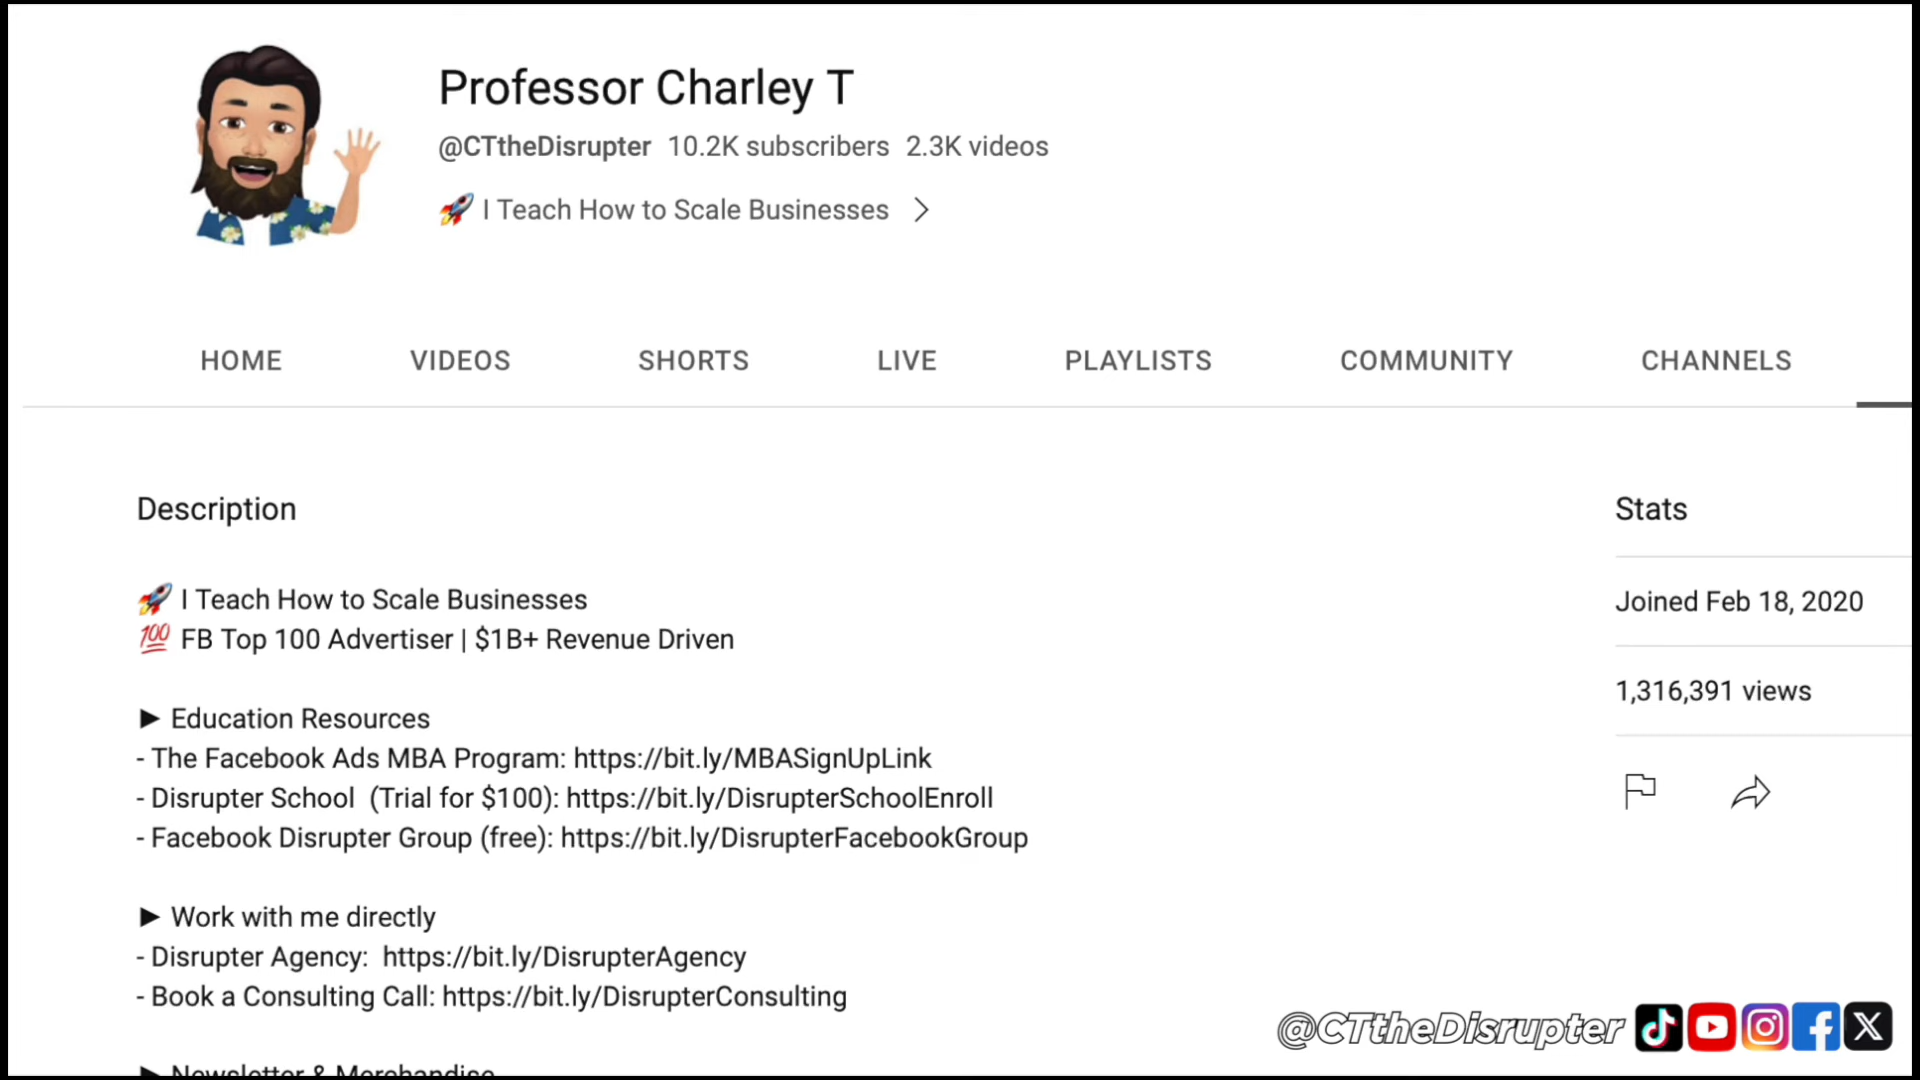 Professor Charley T
@CTtheDisrupter 10.2K subscribers 2.3K videos
🚀 I Teach How to Scale Businesses >
HOME VIDEOS SHORTS LIVE PLAYLISTS COMMUNITY CHANNELS
Description
🚀 I Teach How to Scale Businesses
💯 FB Top 100 Advertiser | $1B+ Revenue Driven
► Education Resources
- The Facebook Ads MBA Program: https://bit.ly/MBASignUpLink
- Disrupter School (Trial for $100): https://bit.ly/DisrupterSchoolEnroll
- Facebook Disrupter Group (free): https://bit.ly/DisrupterFacebookGroup
► Work with me directly
- Disrupter Agency: https://bit.ly/DisrupterAgency
- Book a Consulting Call: https://bit.ly/DisrupterConsulting
► Newsletter & Merchandise
Stats
Joined Feb 18, 2020
1,316,391 views
@CTtheDisrupter